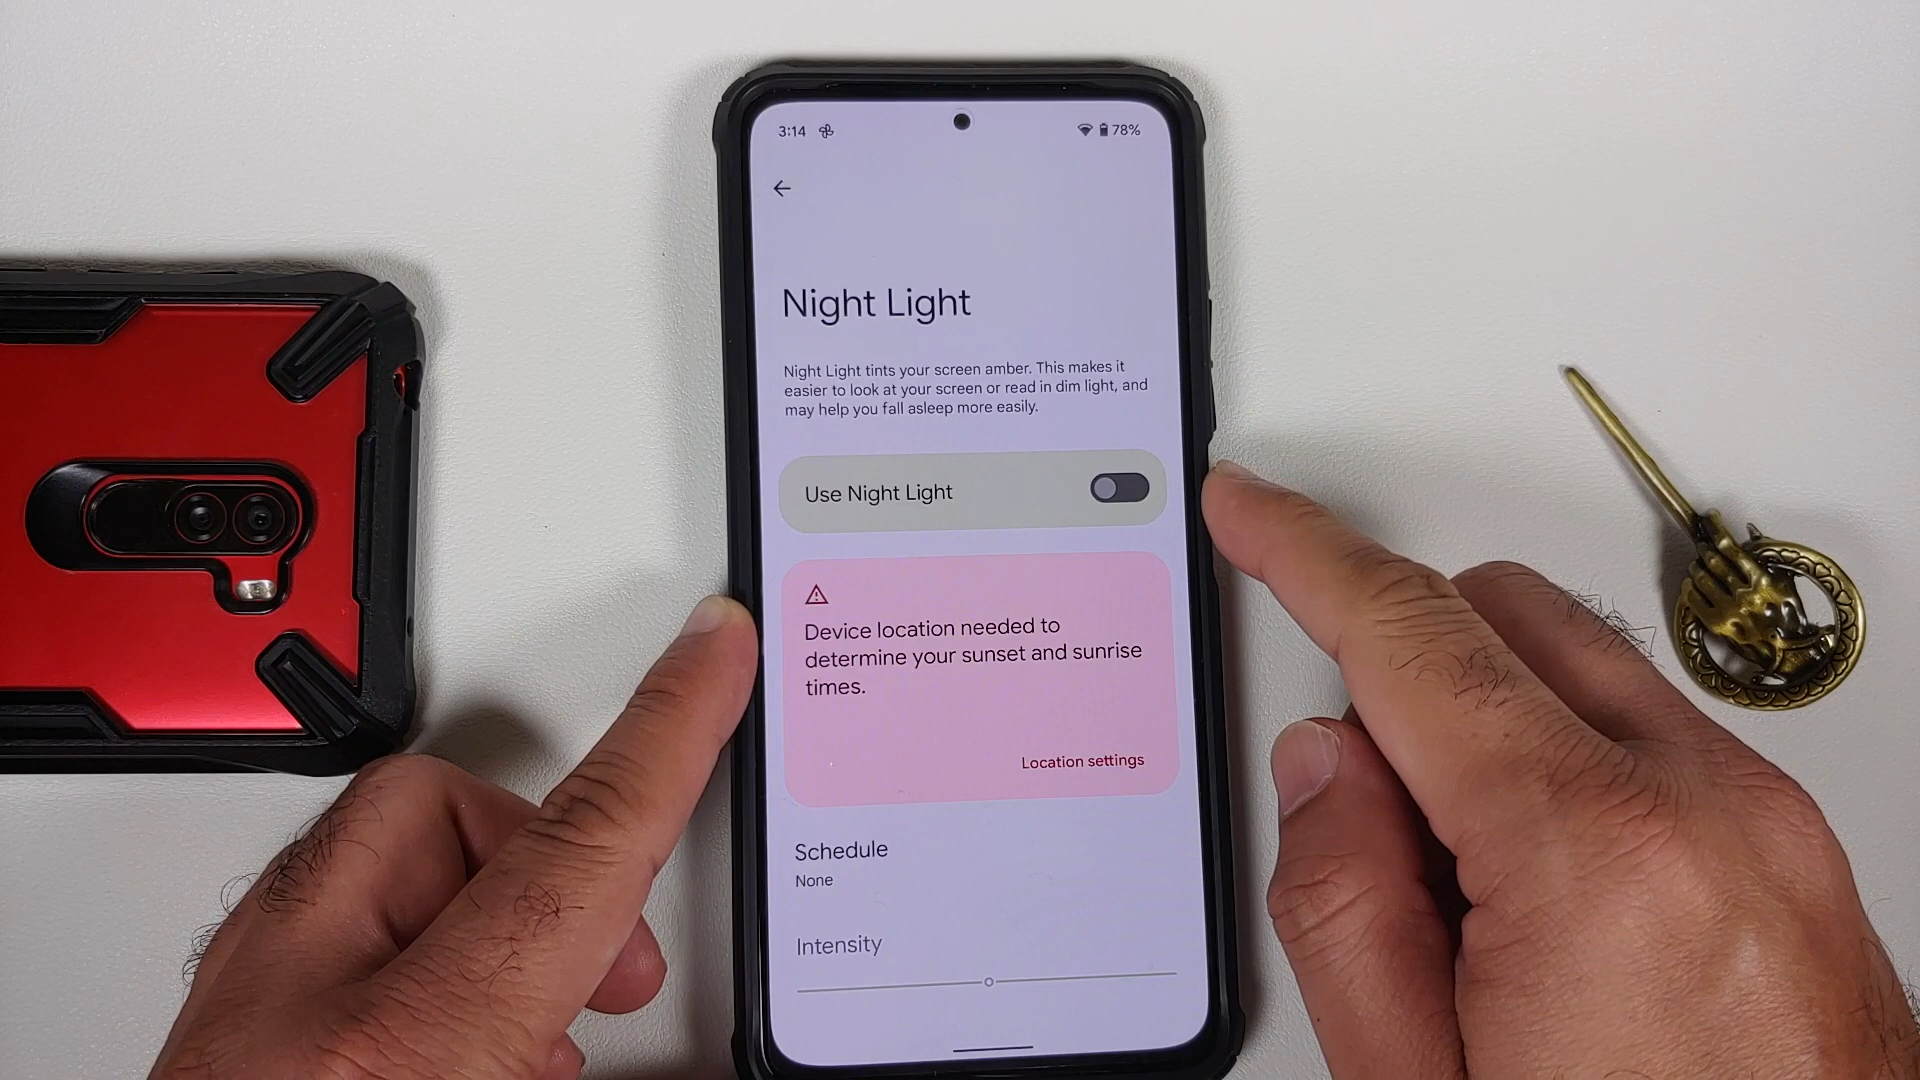 3:14
78%
Night Light
Night Light tints your screen amber. This makes it
easier to look at your screen or read in dim light, and
may help you fall asleep more easily.
Use Night Light
Device location needed to
determine your sunset and sunrise
times.
Location settings
Schedule
None
Intensity